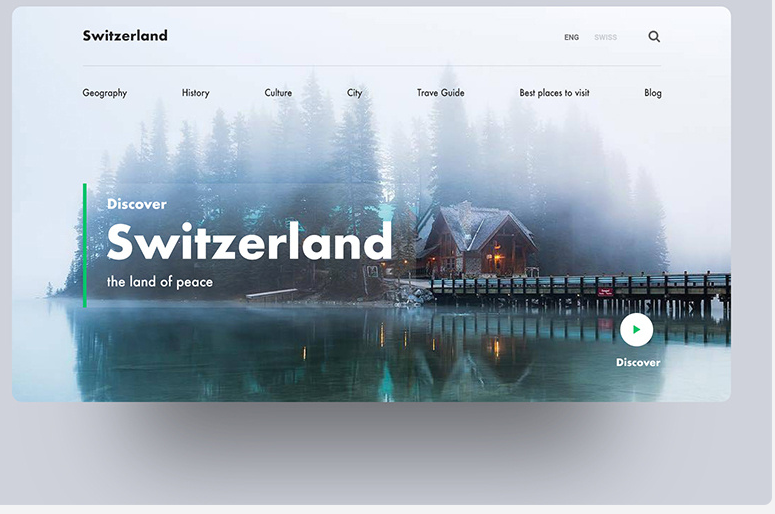 Switzerland
ENG SWISS
Geography History Culture City Trave Guide Best places to visit Blog
Discover
Switzerland
the land of peace
Discover